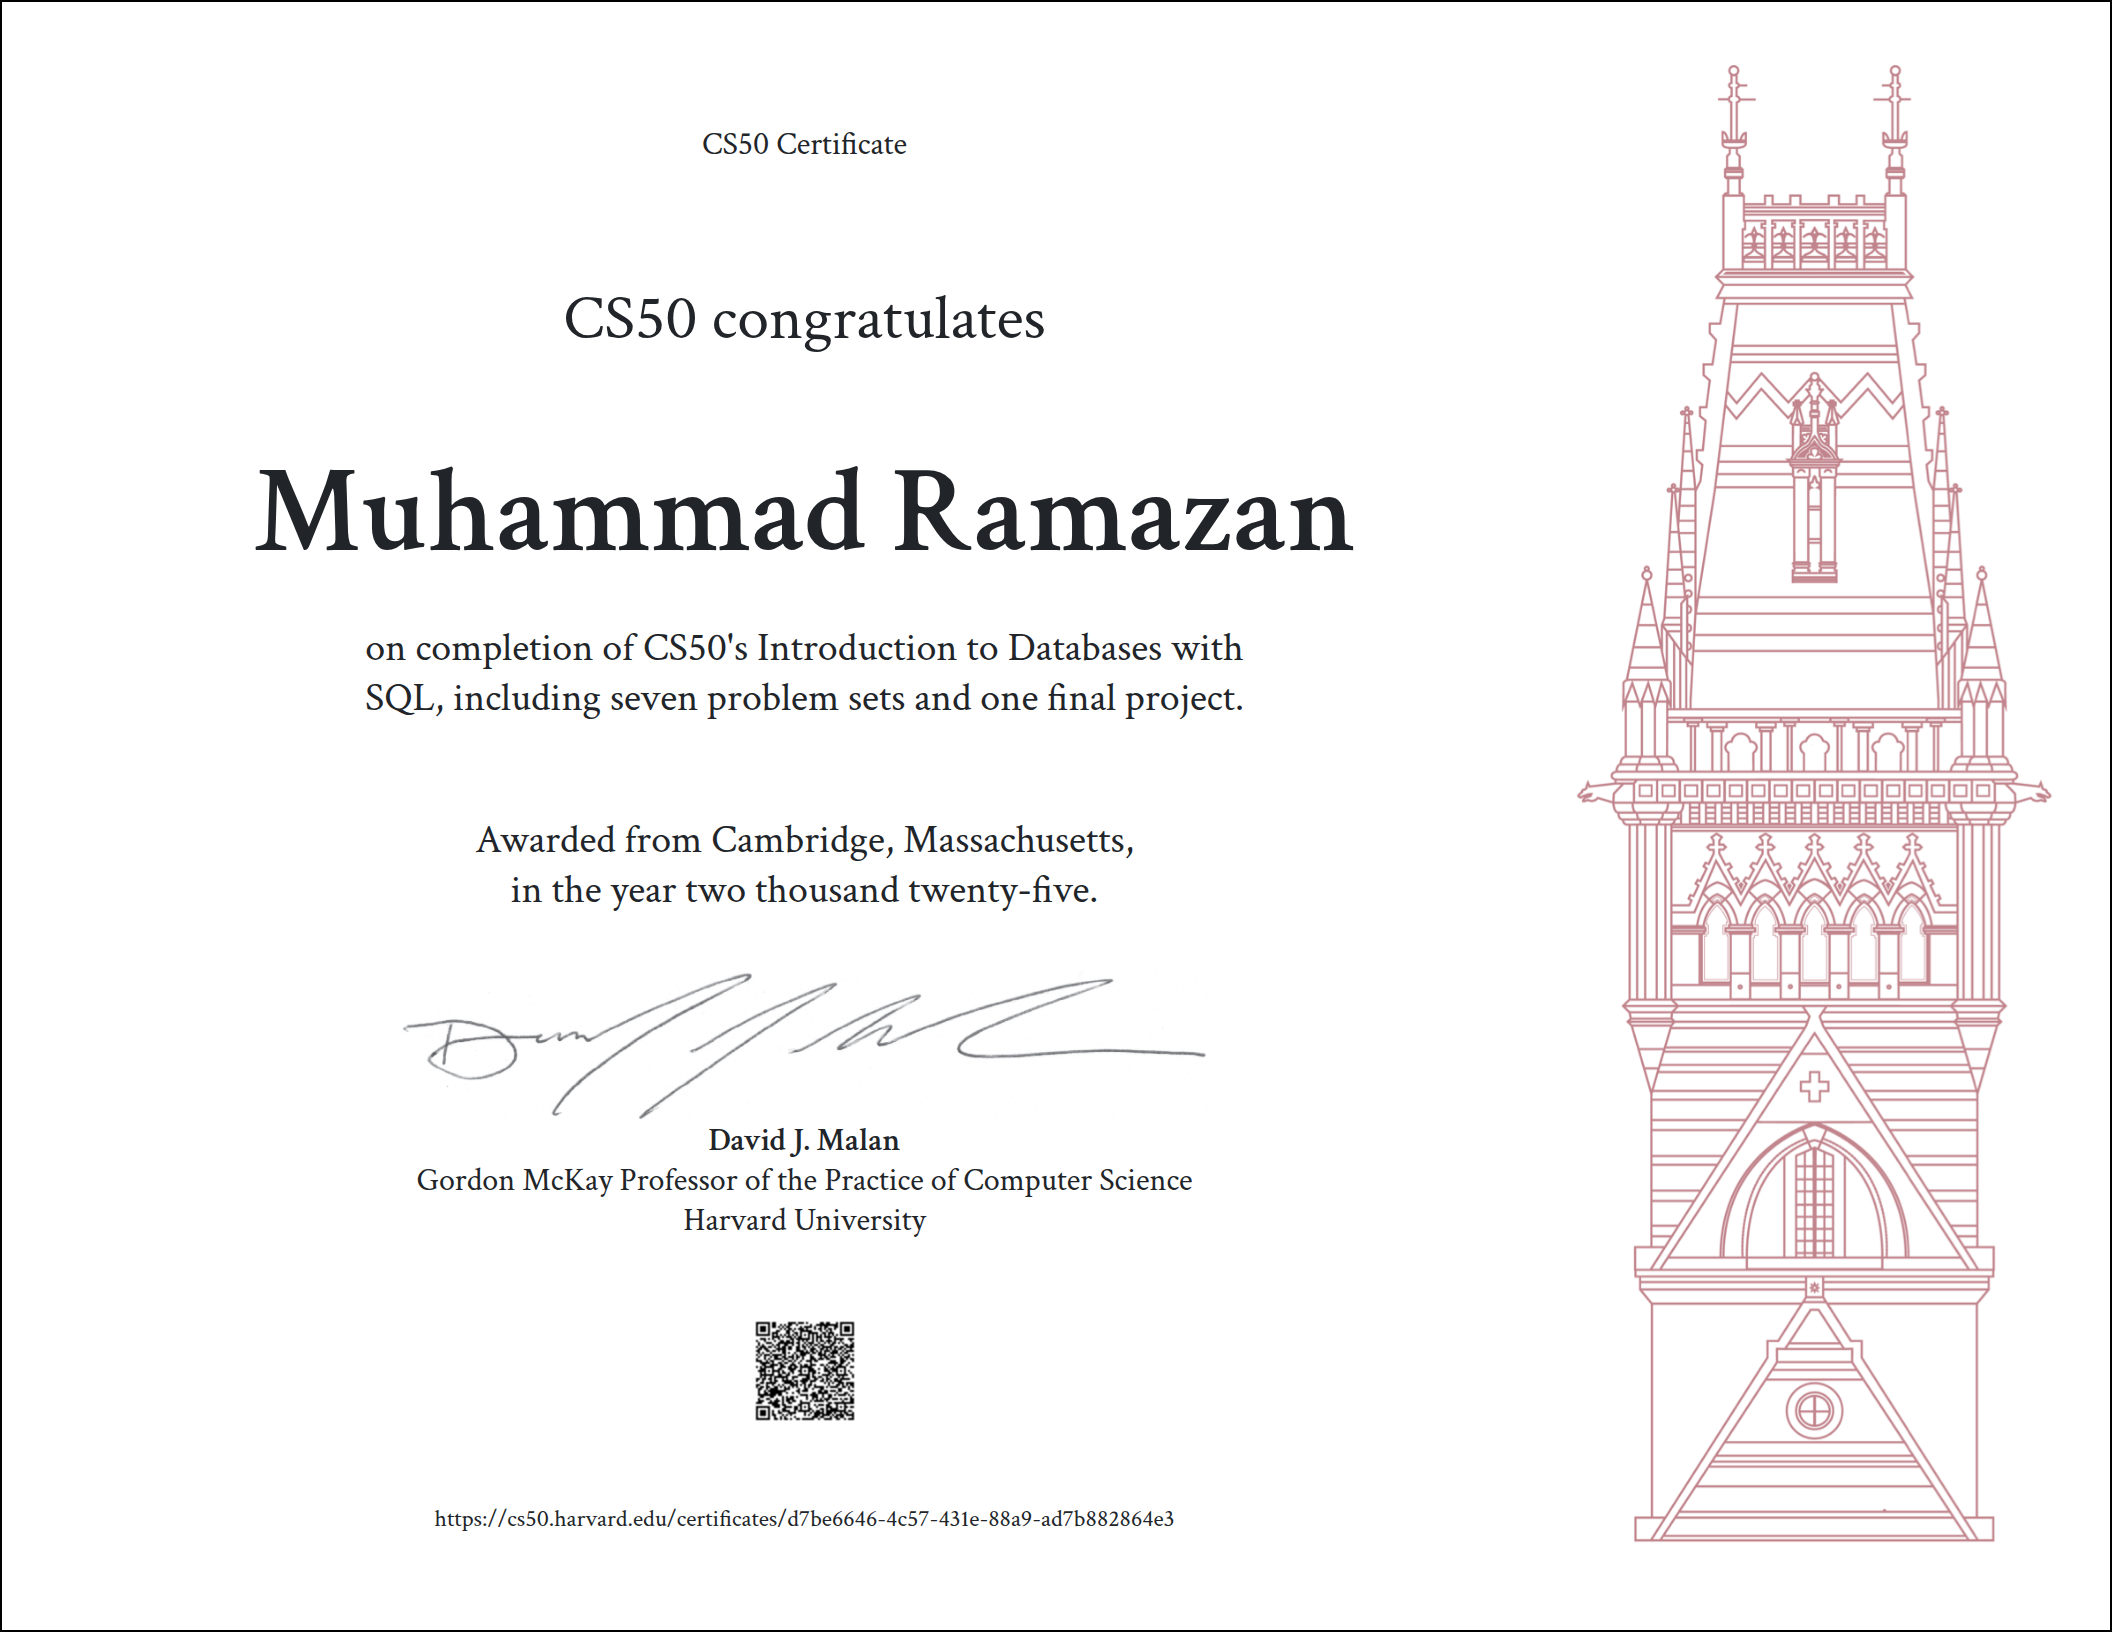 CS50 Certificate
CS50 congratulates
Muhammad Ramazan
on completion of CS50's Introduction to Databases with
SQL, including seven problem sets and one final project.
Awarded from Cambridge, Massachusetts,
in the year two thousand twenty-five.
David J. Malan
Gordon McKay Professor of the Practice of Computer Science
Harvard University
https://cs50.harvard.edu/certificates/d7be6646-4c57-431e-88a9-ad7b882864e3